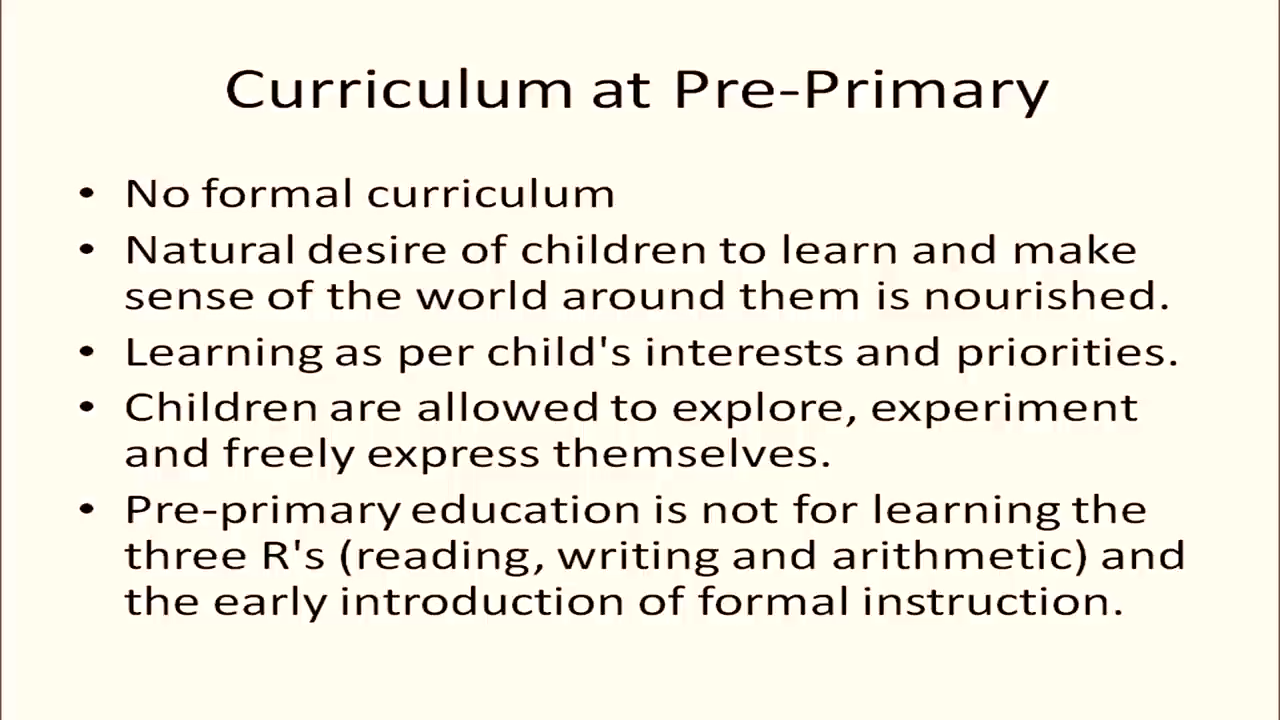 Curriculum at Pre-Primary
• No formal curriculum
• Natural desire of children to learn and make
sense of the world around them is nourished.
• Learning as per child's interests and priorities.
• Children are allowed to explore, experiment
and freely express themselves.
• Pre-primary education is not for learning the
three R's (reading, writing and arithmetic) and
the early introduction of formal instruction.